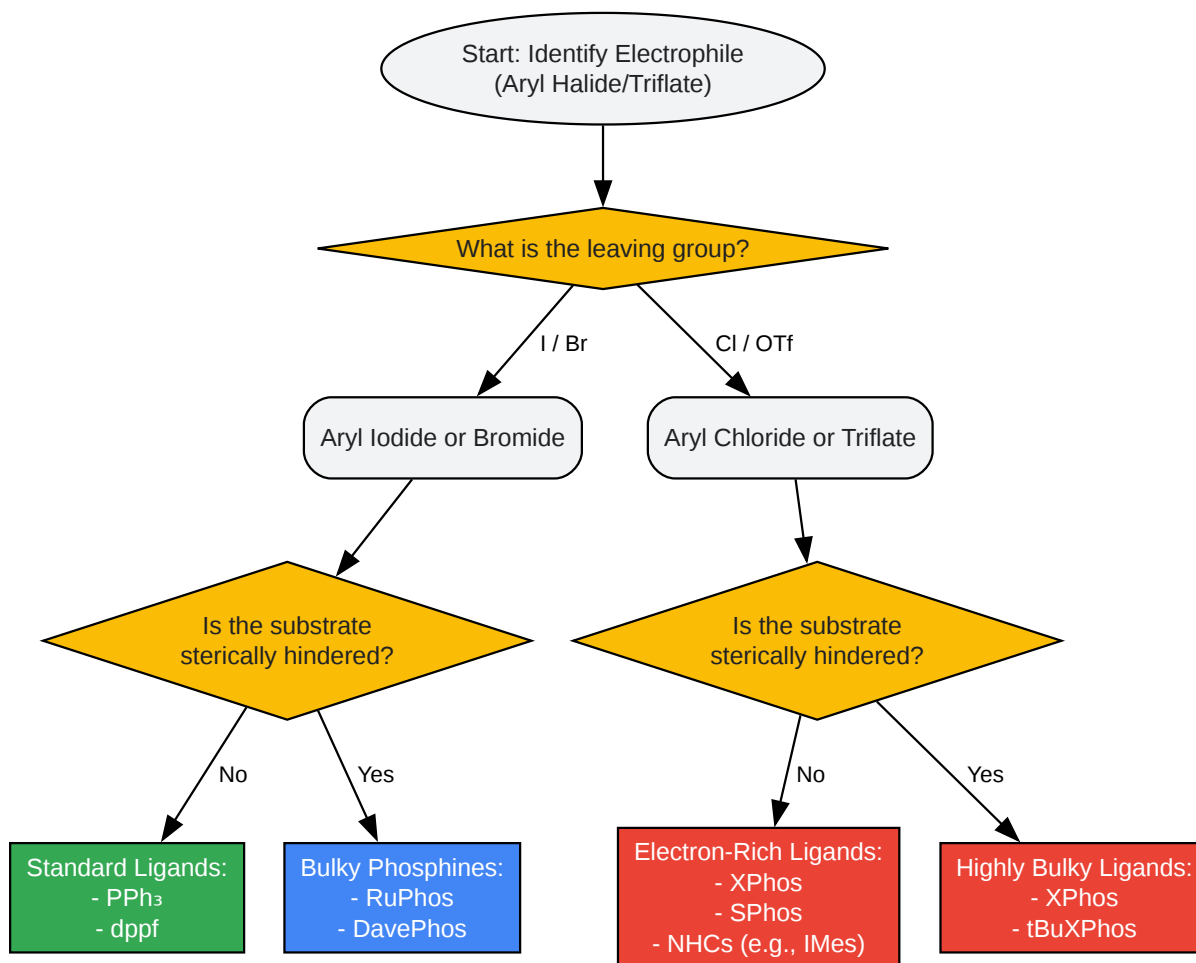 Start: Identify Electrophile
(Aryl Halide/Triflate)
What is the leaving group?
I / Br
Cl / OTf
Aryl Iodide or Bromide
Aryl Chloride or Triflate
Is the substrate
sterically hindered?
Is the substrate
sterically hindered?
No
Yes
No
Yes
Standard Ligands:
- PPh₃
- dppf
Bulky Phosphines:
- RuPhos
- DavePhos
Electron-Rich Ligands:
- XPhos
- SPhos
- NHCs (e.g., IMes)
Highly Bulky Ligands:
- XPhos
- tBuXPhos